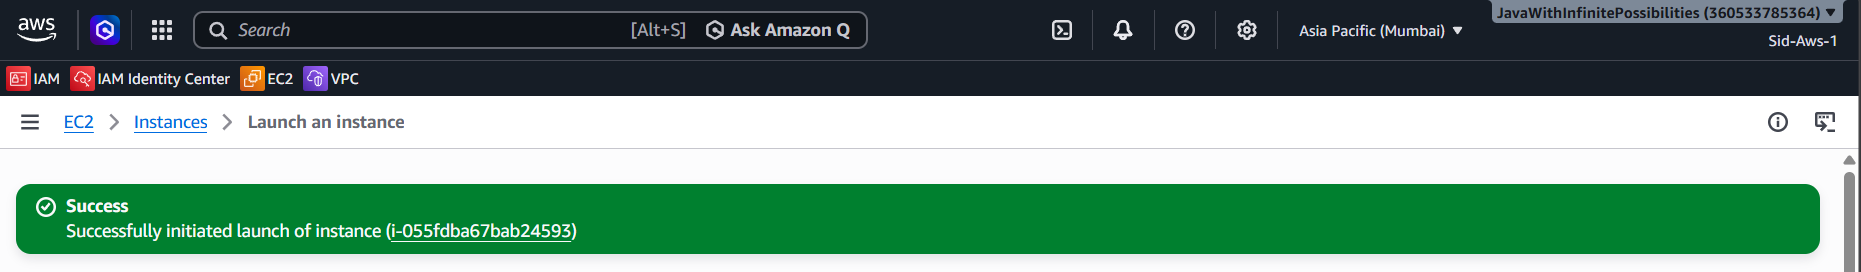 aws
Search [Alt+S] Ask Amazon Q
Asia Pacific (Mumbai)
JavaWithInfinitePossibilities (360533785364)
Sid-Aws-1
IAM IAM Identity Center EC2 VPC
EC2 Instances Launch an instance
Success
Successfully initiated launch of instance (i-055fdba67bab24593)